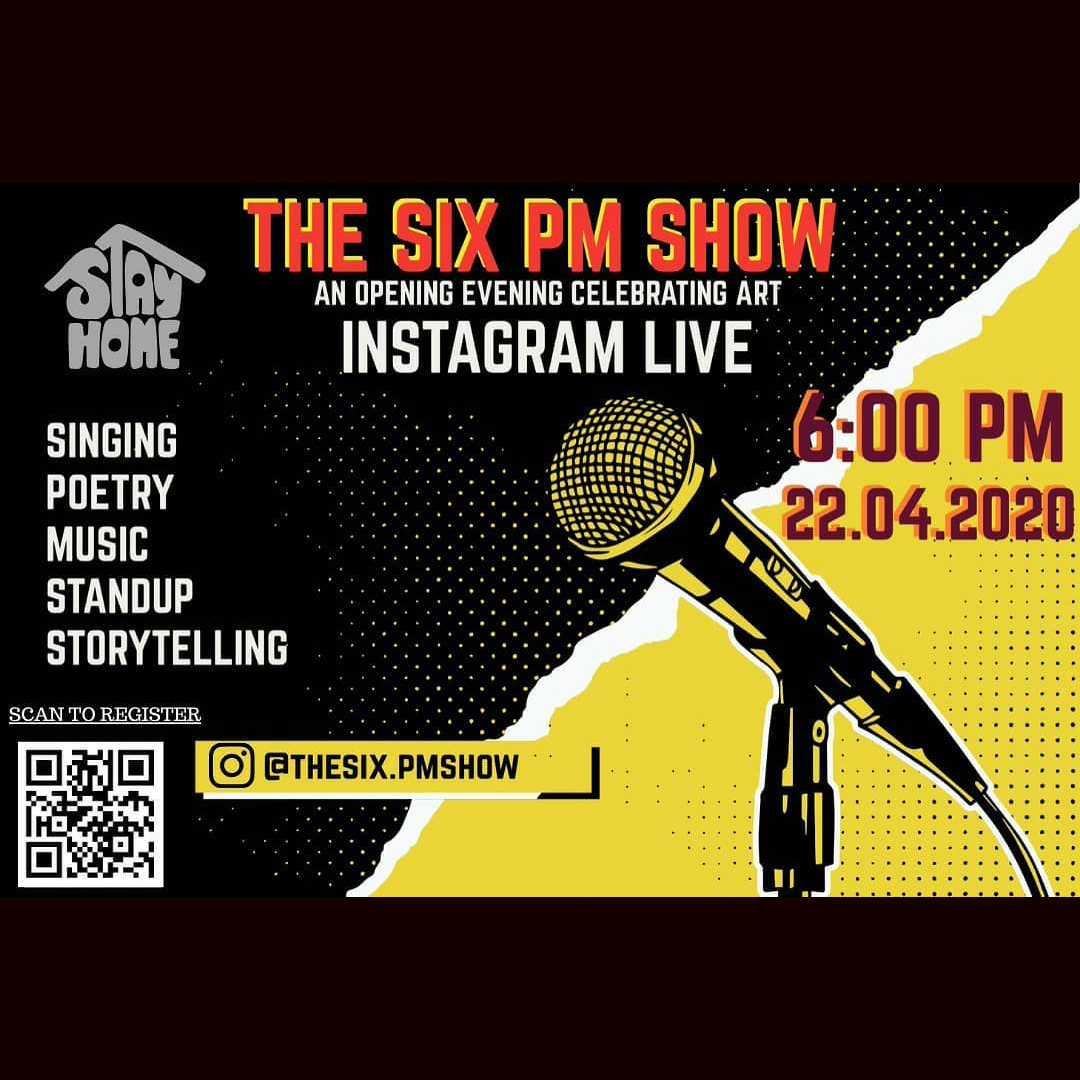 THE SIX PM SHOW
AN OPENING EVENING CELEBRATING ART
INSTAGRAM LIVE
STAY
HOME
6:00 PM
22.04.2020
SINGING
POETRY
MUSIC
STANDUP
STORYTELLING
SCAN TO REGISTER
@THESIX.PMSHOW